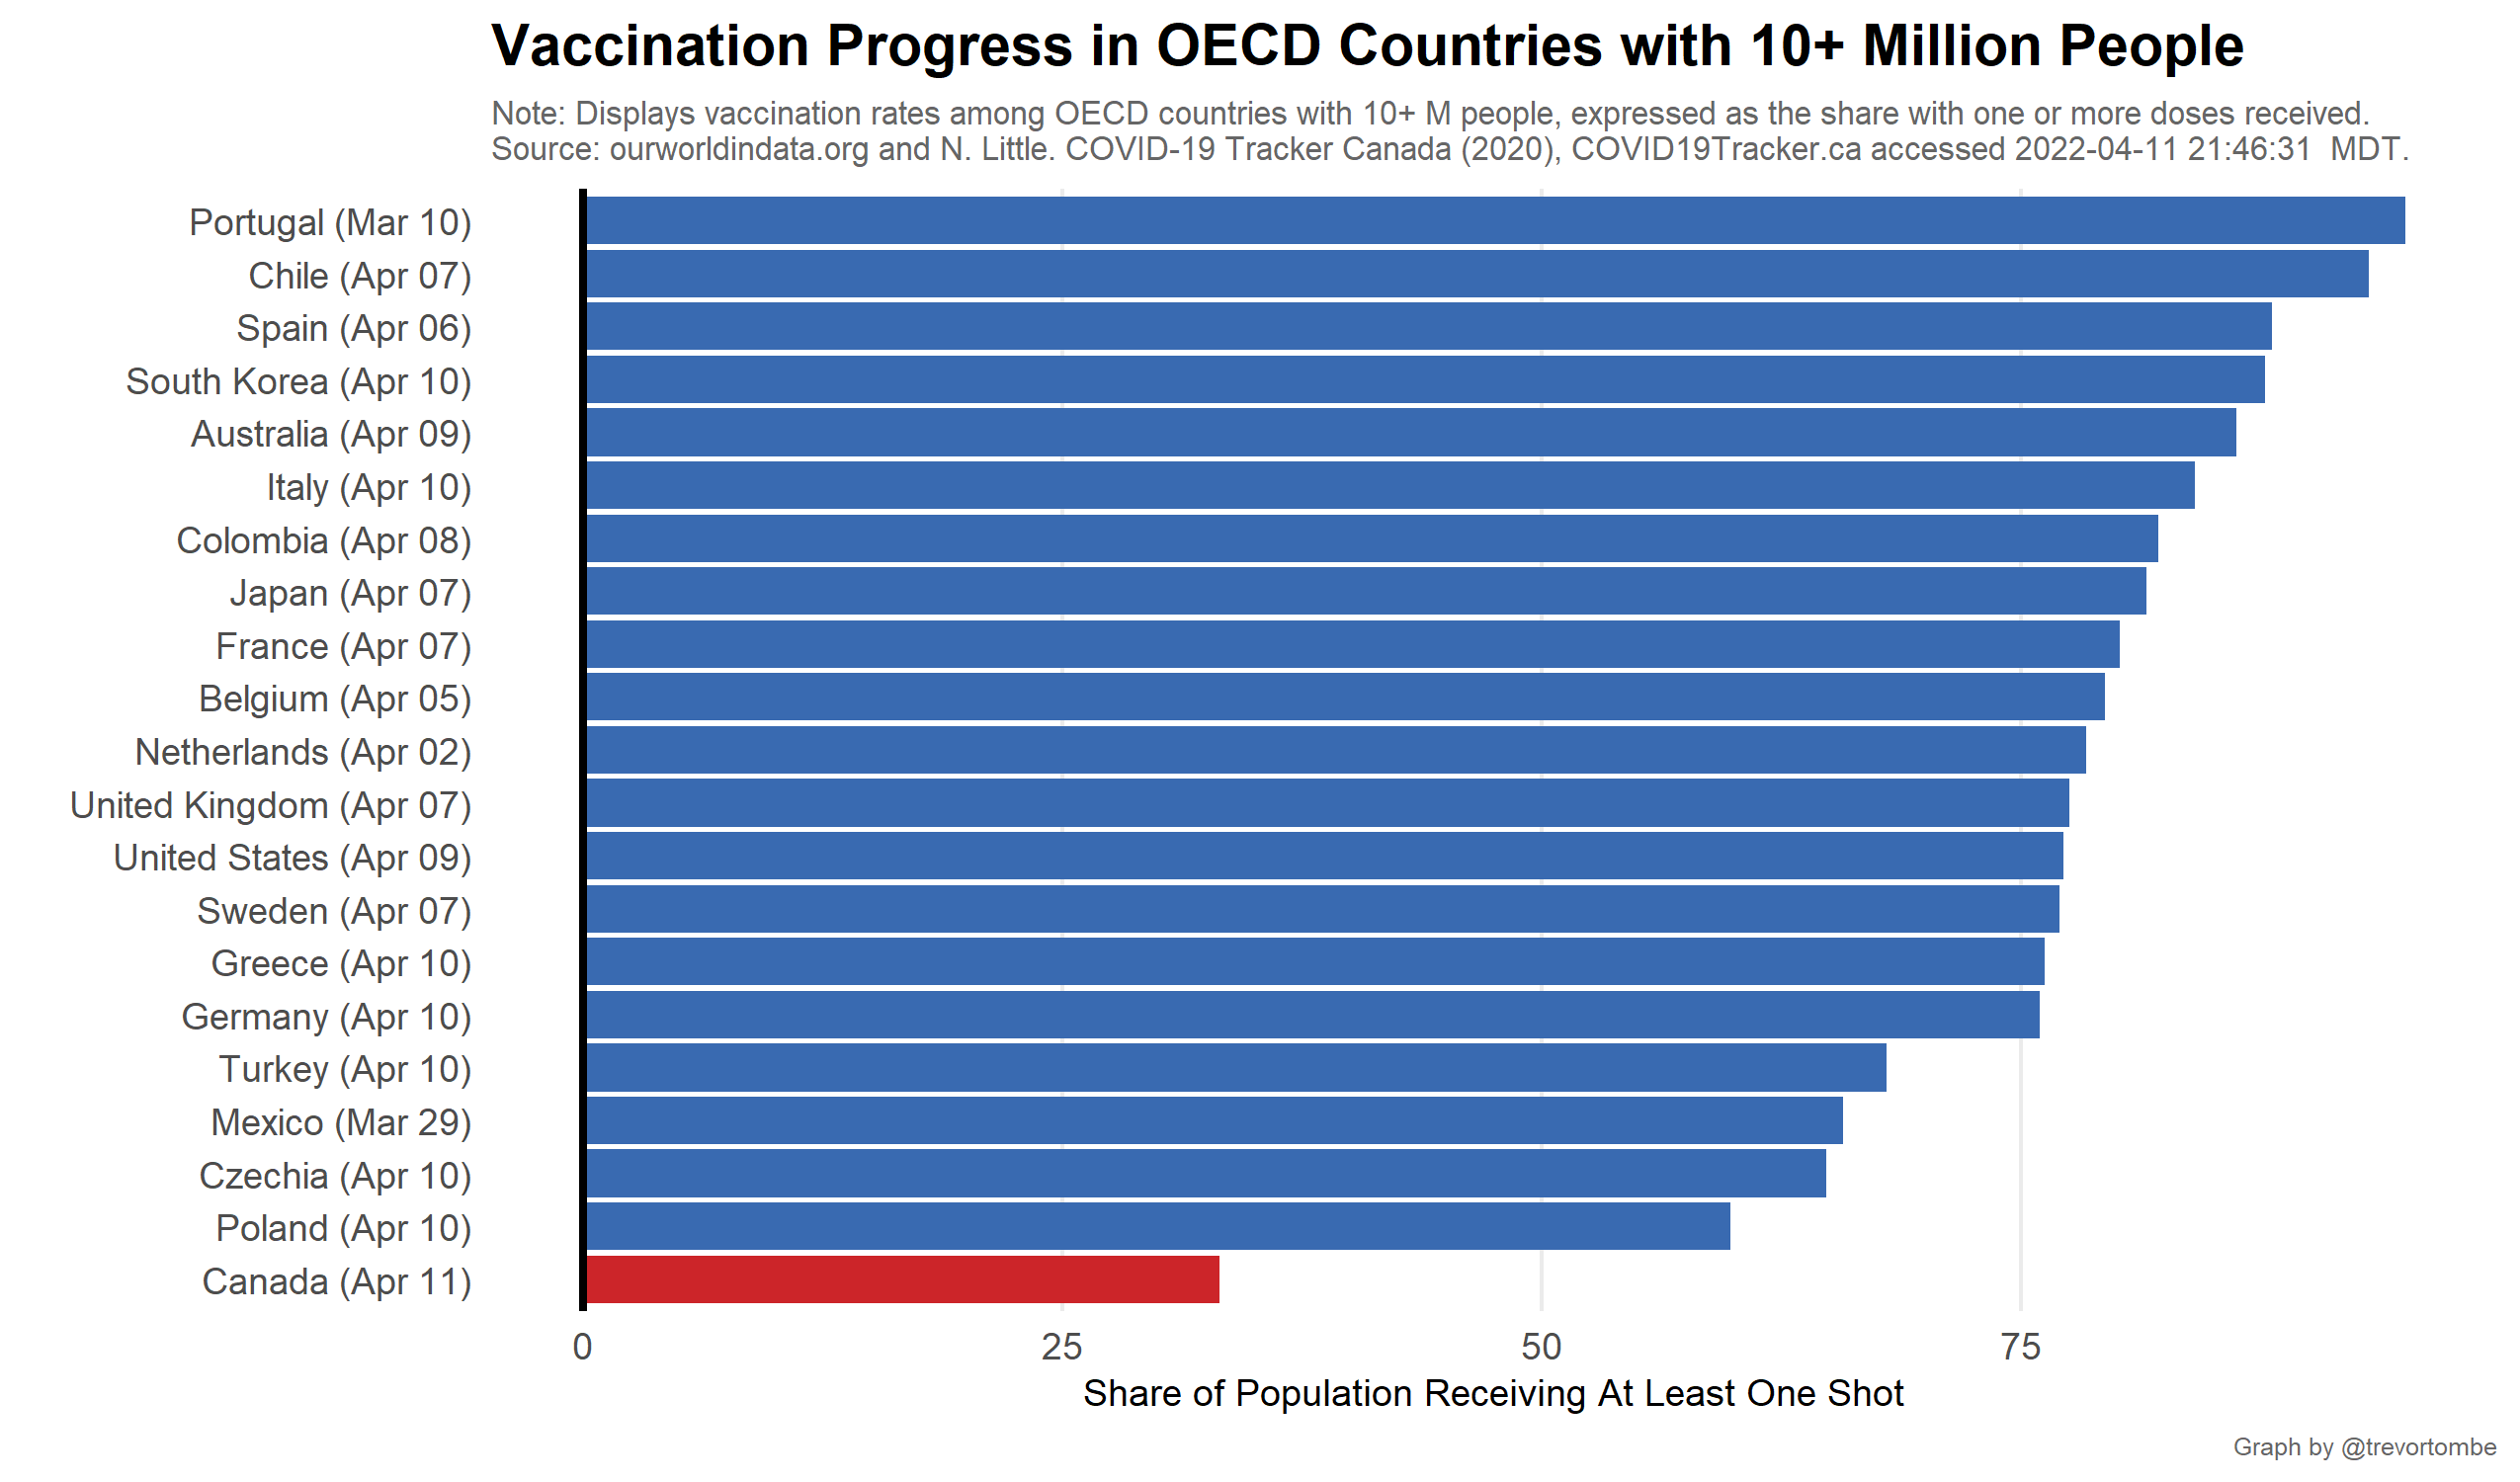 Vaccination Progress in OECD Countries with 10+ Million People
Note: Displays vaccination rates among OECD countries with 10+ M people, expressed as the share with one or more doses received.
Source: ourworldindata.org and N. Little. COVID-19 Tracker Canada (2020), COVID19Tracker.ca accessed 2022-04-11 21:46:31  MDT.
Portugal (Mar 10)
Chile (Apr 07)
Spain (Apr 06)
South Korea (Apr 10)
Australia (Apr 09)
Italy (Apr 10)
Colombia (Apr 08)
Japan (Apr 07)
France (Apr 07)
Belgium (Apr 05)
Netherlands (Apr 02)
United Kingdom (Apr 07)
United States (Apr 09)
Sweden (Apr 07)
Greece (Apr 10)
Germany (Apr 10)
Turkey (Apr 10)
Mexico (Mar 29)
Czechia (Apr 10)
Poland (Apr 10)
Canada (Apr 11)
0 25 50 75
Share of Population Receiving At Least One Shot
Graph by @trevortombe